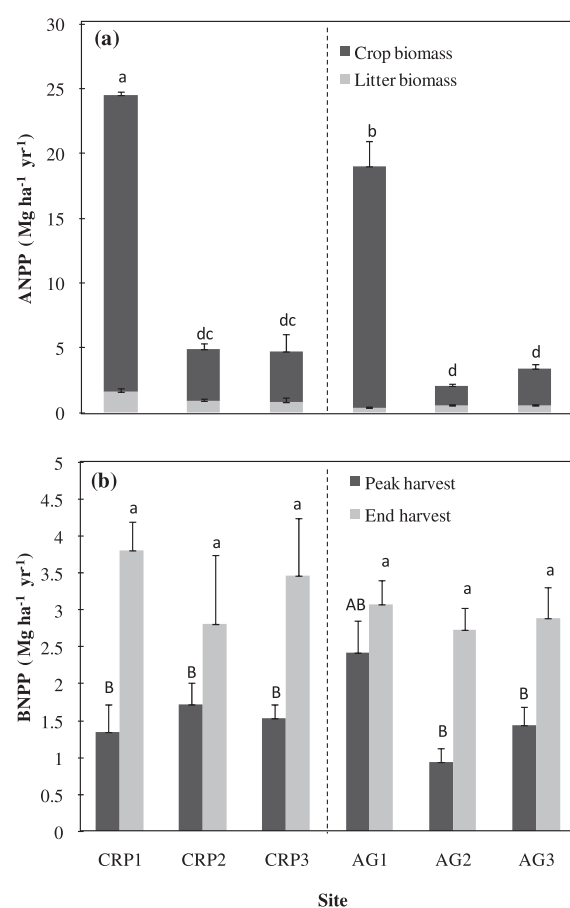 (a)
Crop biomass
Litter biomass
ANPP ( Mg ha-1 yr-1)
30
25
20
15
10
5
0
a
dc
dc
b
d
d
(b)
Peak harvest
End harvest
BNPP ( Mg ha-1 yr-1)
5
4.5
4
3.5
3
2.5
2
1.5
1
0.5
0
B
a
B
a
B
a
AB
a
B
a
B
a
CRP1 CRP2 CRP3 AG1 AG2 AG3
Site